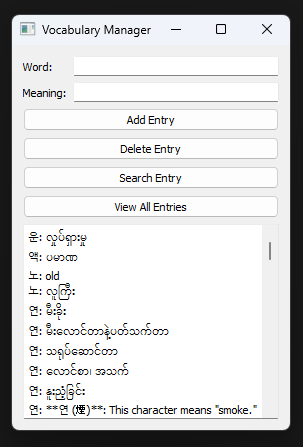 Vocabulary Manager
Word:
Meaning:
Add Entry
Delete Entry
Search Entry
View All Entries
운: လှုပ်ရှားမှု
액: ပမာဏ
노: old
노: လူကြီး
연: မီးခိုး
연: မီးလောင်တာနဲ့ပတ်သက်တာ
연: သရုပ်ဆောင်တာ
연: လောင်စာ၊ အသက်
연: နူးညံ့ခြင်း
연: **연 (煙)**: This character means "smoke."